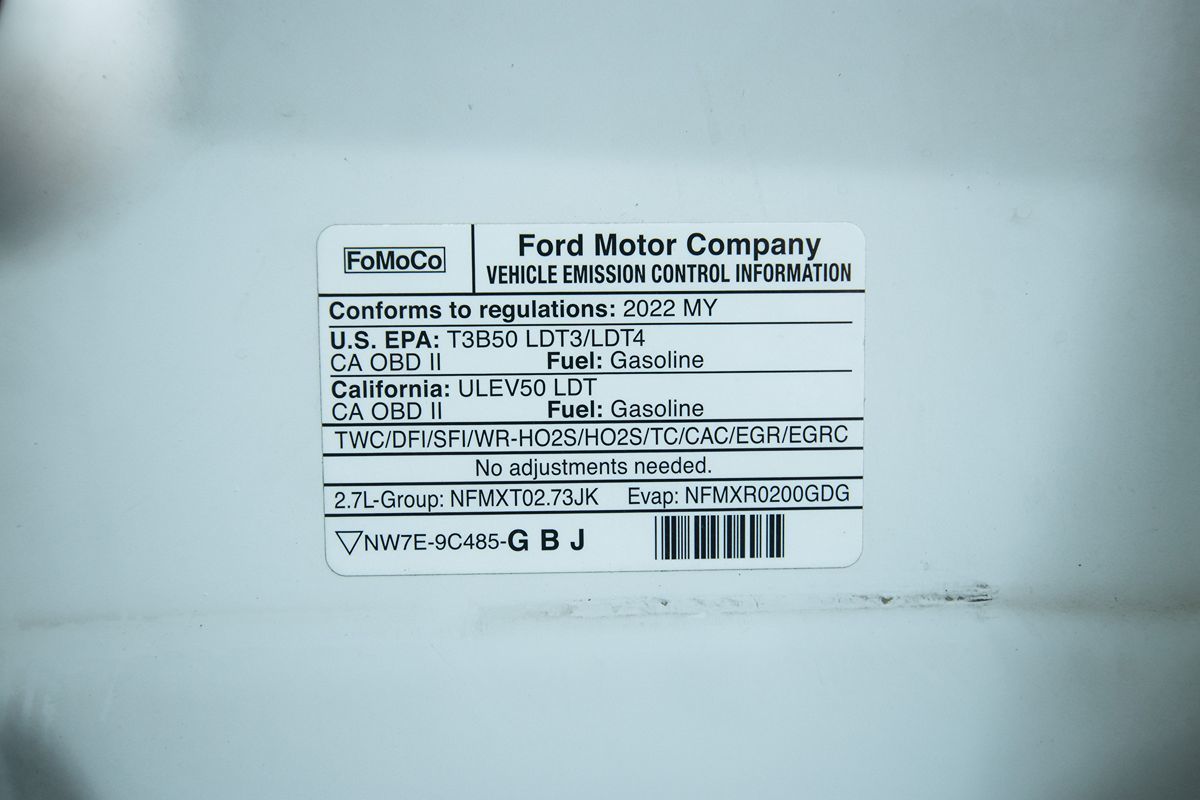 FoMoCo
Ford Motor Company
VEHICLE EMISSION CONTROL INFORMATION
Conforms to regulations: 2022 MY
U.S. EPA: T3B50 LDT3/LDT4
CA OBD II Fuel: Gasoline
California: ULEV50 LDT
CA OBD II Fuel: Gasoline
TWC/DFI/SFI/WR-HO2S/HO2S/TC/CAC/EGR/EGRC
No adjustments needed.
2.7L-Group: NFMXT02.73JK Evap: NFMXR0200GDG
NW7E-9C485-G B J